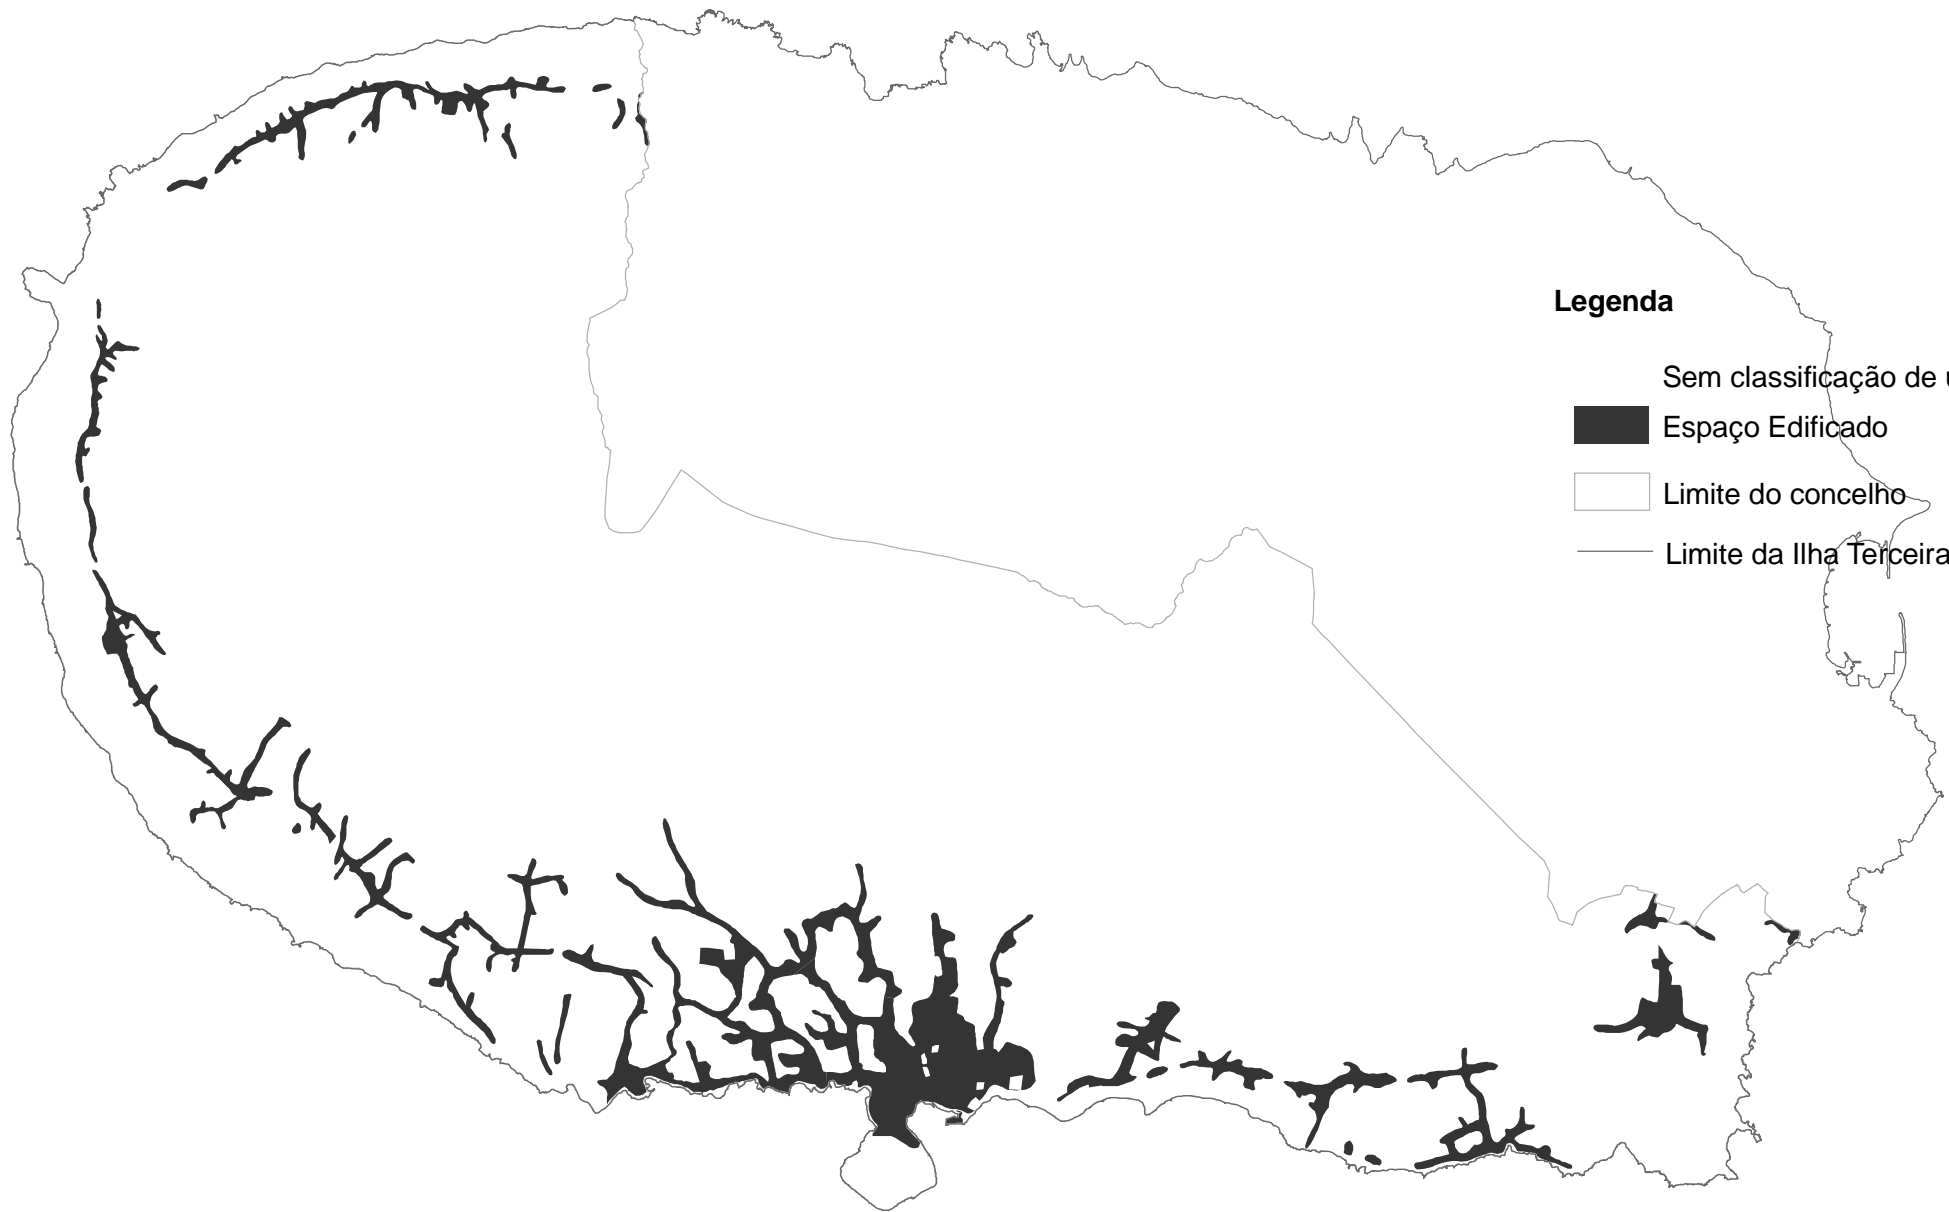 Legenda
Sem classificação de
Espaço Edificado
Limite do concelho
Limite da Ilha Terceira